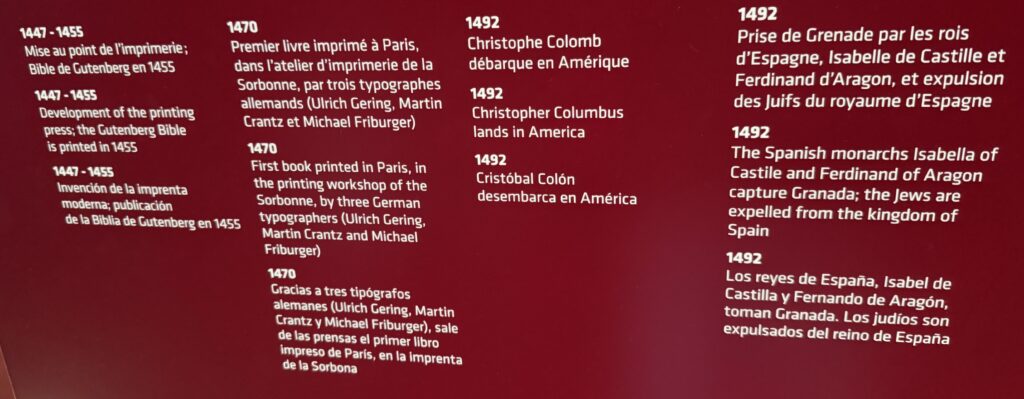 1447 - 1455
Mise au point de l'imprimerie ;
Bible de Gutenberg en 1455
1447 - 1455
Development of the printing
press; the Gutenberg Bible
is printed in 1455
1447 - 1455
Invención de la imprenta
moderna; publicación
de la Biblia de Gutenberg en 1455
1470
Premier livre imprimé à Paris,
dans l'atelier d'imprimerie de la
Sorbonne, par trois typographes
allemands (Ulrich Gering, Martin
Crantz et Michael Friburger)
1470
First book printed in Paris, in
the printing workshop of the
Sorbonne, by three German
typographers (Ulrich Gering,
Martin Crantz and Michael
Friburger)
1470
Gracias a tres tipógrafos
alemanes (Ulrich Gering, Martin
Crantz y Michael Friburger), sale
de las prensas el primer libro
impreso de París, en la imprenta
de la Sorbona
1492
Christophe Colomb
débarque en Amérique
1492
Christopher Columbus
lands in America
1492
Cristóbal Colón
desembarca en América
1492
Prise de Grenade par les rois
d'Espagne, Isabelle de Castille et
Ferdinand d'Aragon, et expulsion
des Juifs du royaume d'Espagne
1492
The Spanish monarchs Isabella of
Castile and Ferdinand of Aragon
capture Granada; the Jews are
expelled from the kingdom of
Spain
1492
Los reyes de España, Isabel de
Castilla y Fernando de Aragón,
toman Granada. Los judíos son
expulsados del reino de España